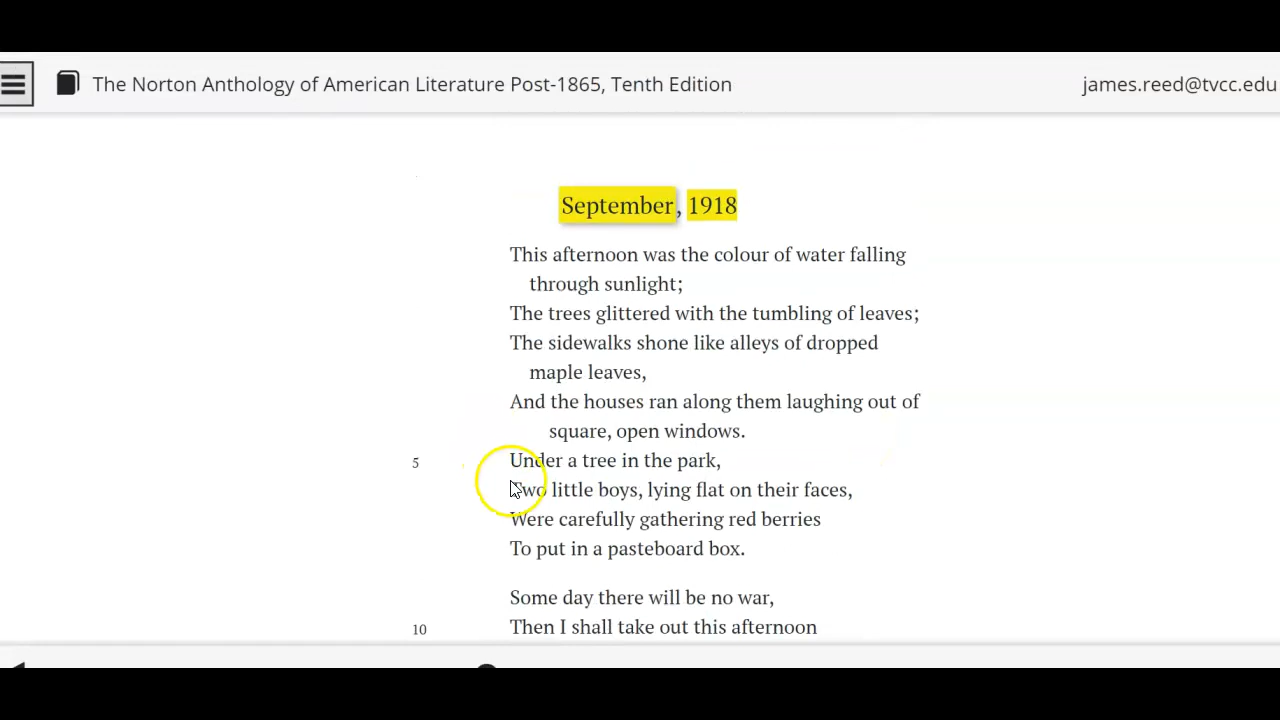 The Norton Anthology of American Literature Post-1865, Tenth Edition
james.reed@tvcc.edu
September, 1918
This afternoon was the colour of water falling
through sunlight;
The trees glittered with the tumbling of leaves;
The sidewalks shone like alleys of dropped
maple leaves,
And the houses ran along them laughing out of
square, open windows.
5 Under a tree in the park,
Two little boys, lying flat on their faces,
Were carefully gathering red berries
To put in a pasteboard box.
Some day there will be no war,
10 Then I shall take out this afternoon